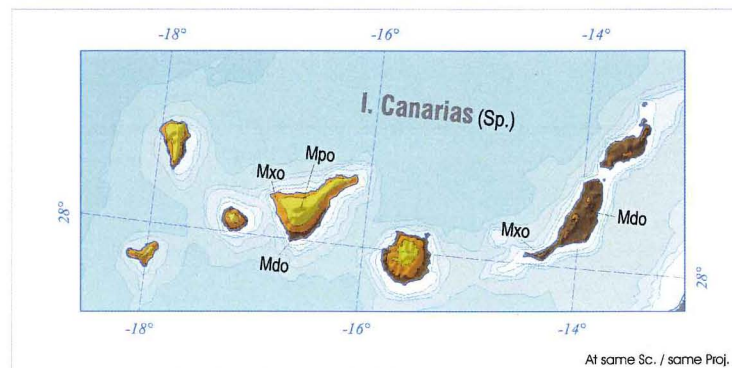 -18°
-16°
-14°
I. Canarias (Sp.)
Mpo
Mxo
28°
Mdo
Mxo
Mdo
28°
-18°
-16°
-14°
At same Sc. / same Proj.